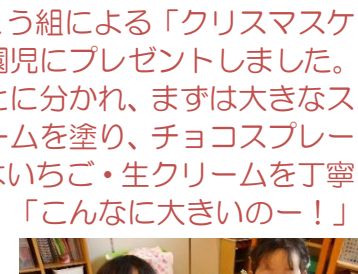 う組による「クリスマスケ
園児にプレゼントしました。
とに分かれ、まずは大きなス
ームを塗り、チョコスプレー
いちご・生クリームを丁寧
「こんなに大きいのー！」